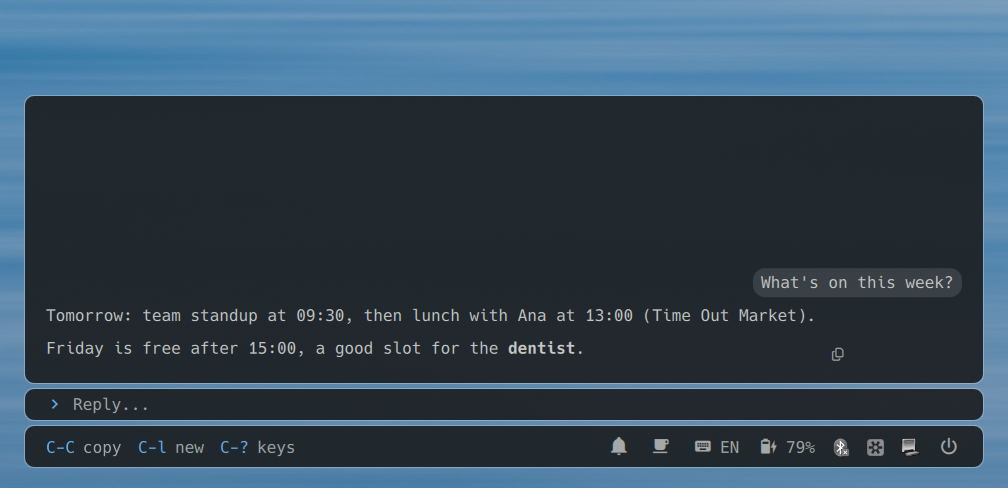 What's on this week?
Tomorrow: team standup at 09:30, then lunch with Ana at 13:00 (Time Out Market).
Friday is free after 15:00, a good slot for the dentist.
Reply...
C-C copy C-l new C-? keys EN 79%